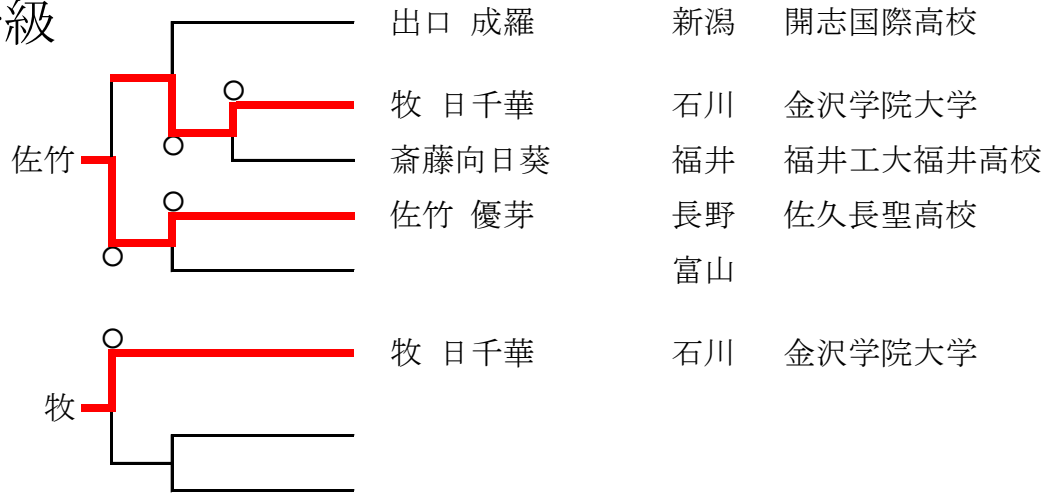 級
出口 成羅 新潟 開志国際高校
牧 日千華 石川 金沢学院大学
佐竹
斎藤向日葵 福井 福井工大福井高校
佐竹 優芽 長野 佐久長聖高校
富山
牧 日千華 石川 金沢学院大学
牧